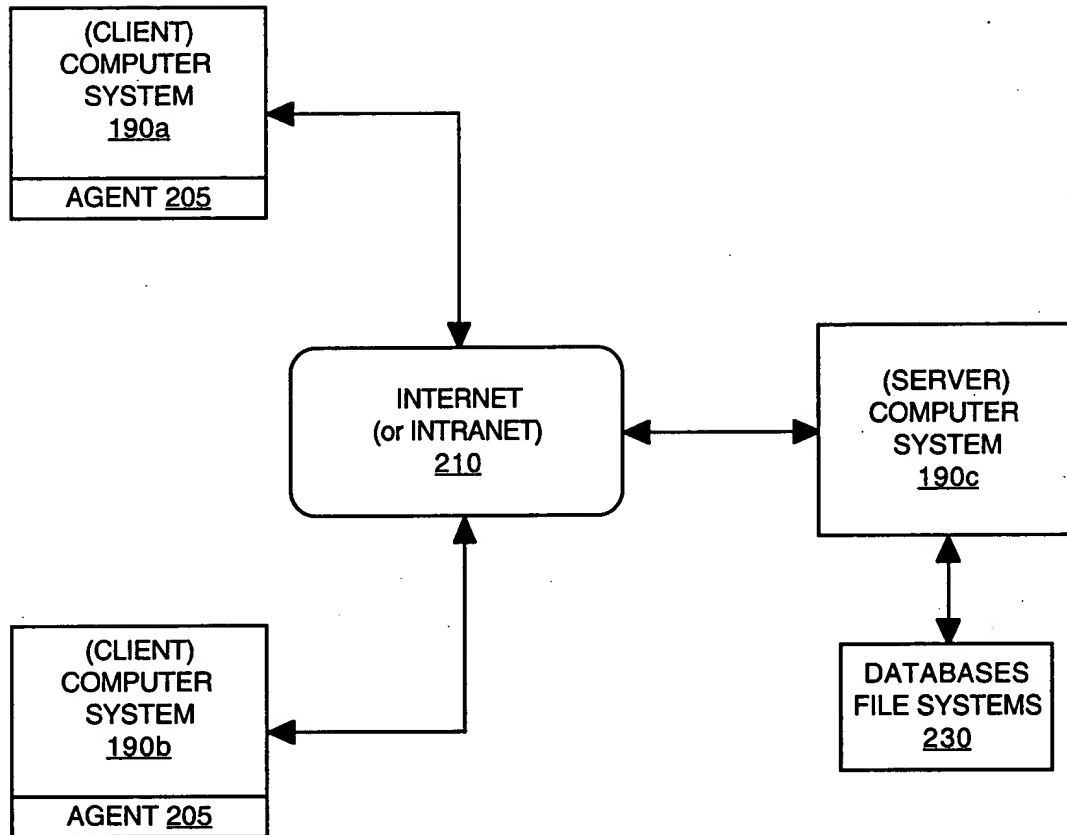 (CLIENT)
COMPUTER
SYSTEM
190a
AGENT 205
INTERNET
(or INTRANET)
210
(SERVER)
COMPUTER
SYSTEM
190c
(CLIENT)
COMPUTER
SYSTEM
190b
AGENT 205
DATABASES
FILE SYSTEMS
230